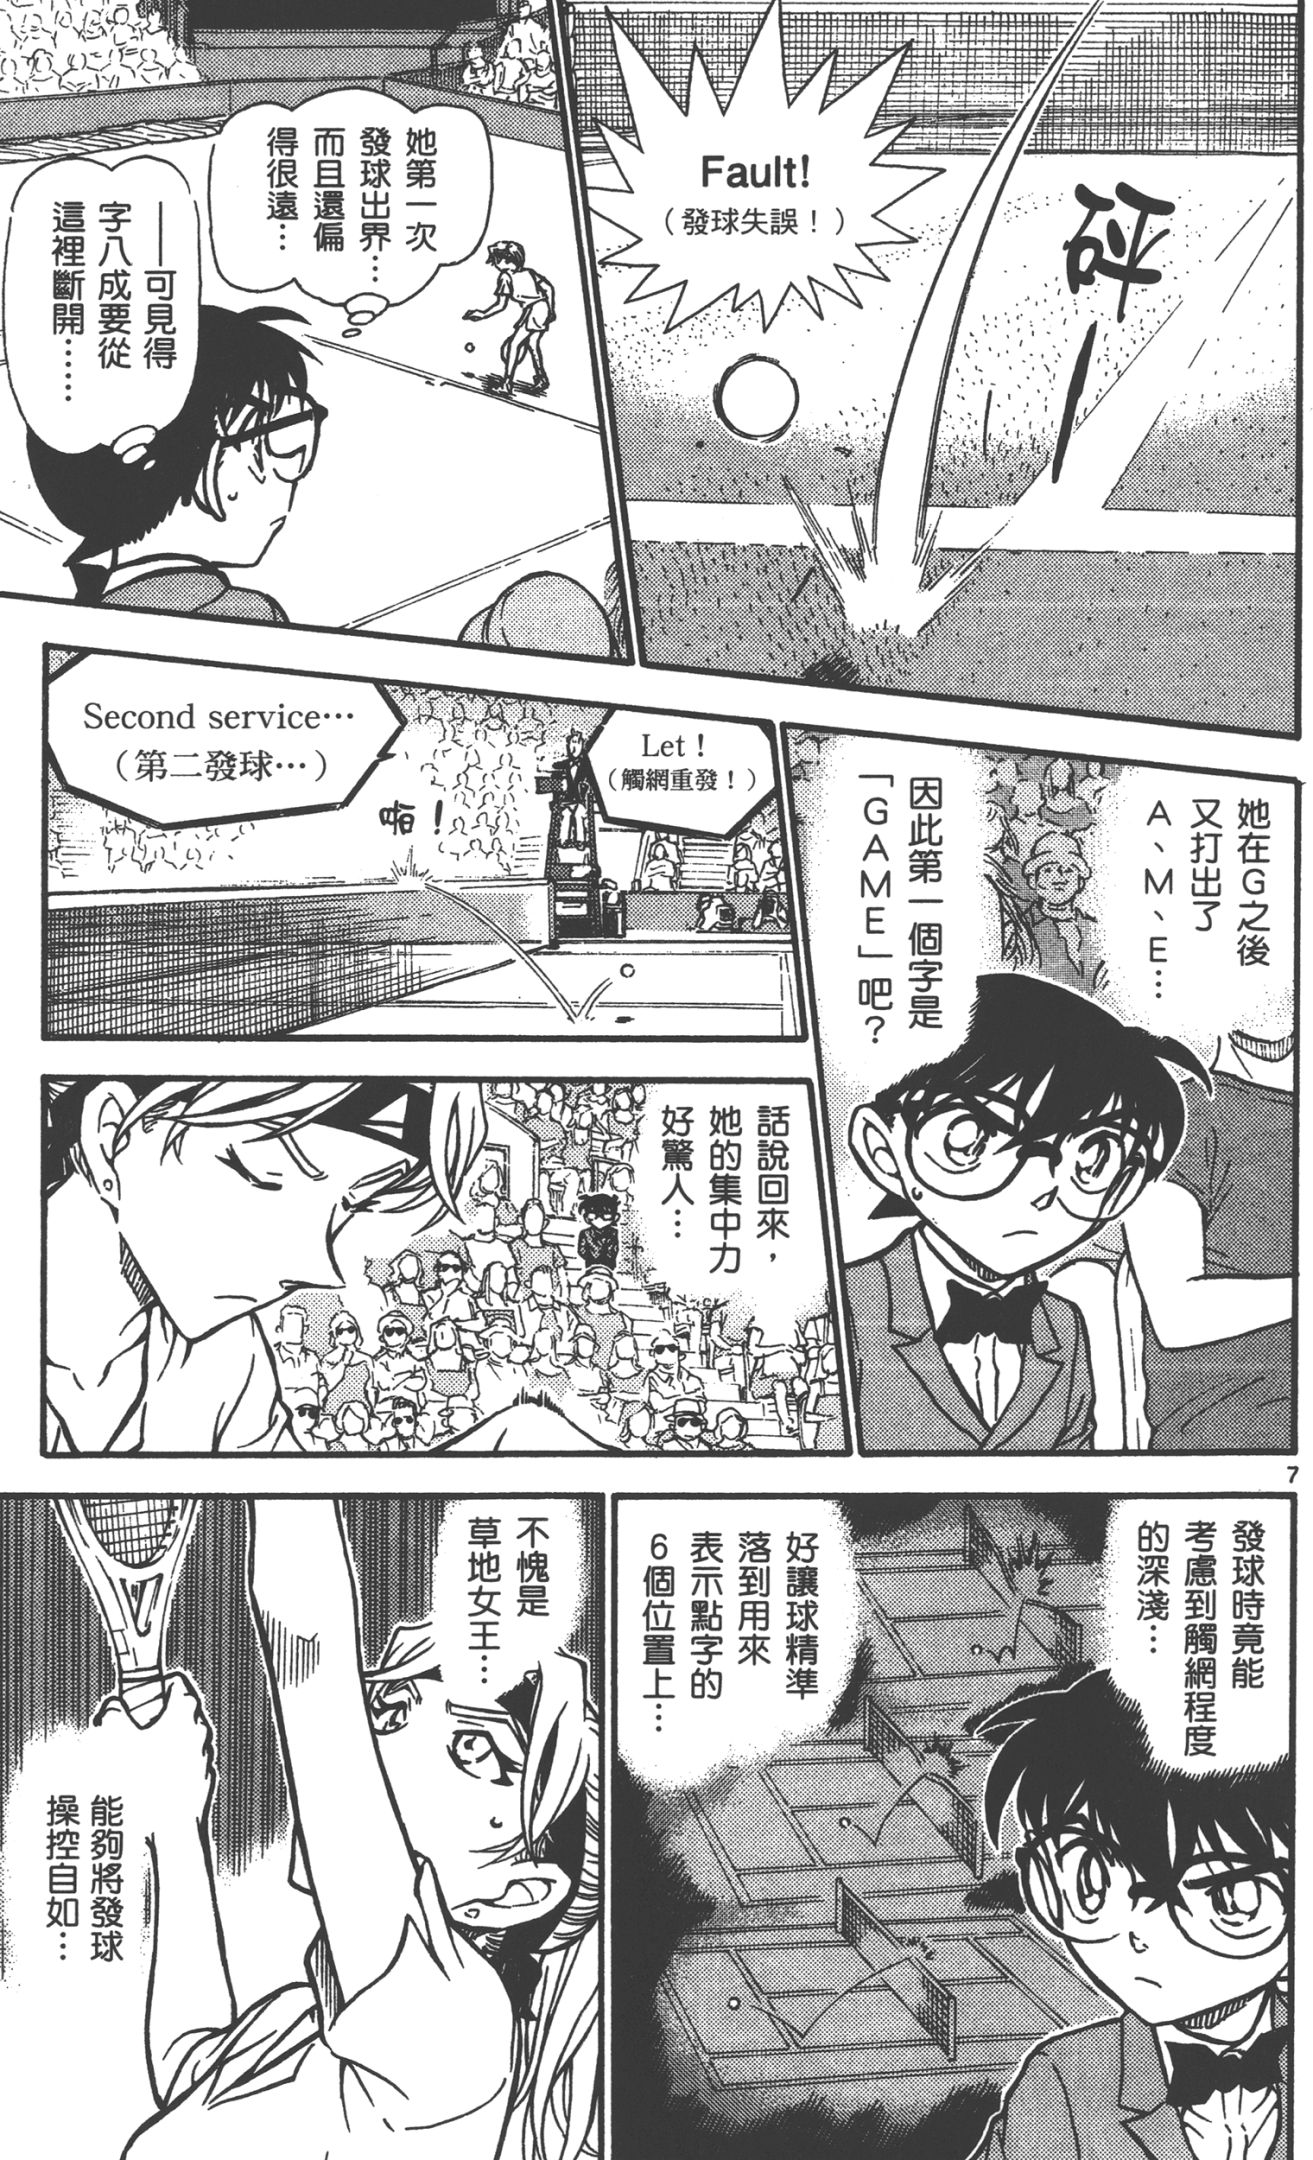 Fault!
（發球失誤！）
砰
她第一次
發球出界…
而且還偏
得很遠…
——可見得
字八成要從
這裡斷開……
她在G之後
又打出了
A、M、E…
因此第一個字是
「GAME」吧？
Let！
（觸網重發！）
啪！
Second service…
（第二發球…）
話說回來，
她的集中力
好驚人…
7
發球時竟能
考慮到觸網程度
的深淺…
好讓球精準
落到用來
表示點字的
6個位置上…
不愧是
草地女王…
能夠將發球
操控自如…